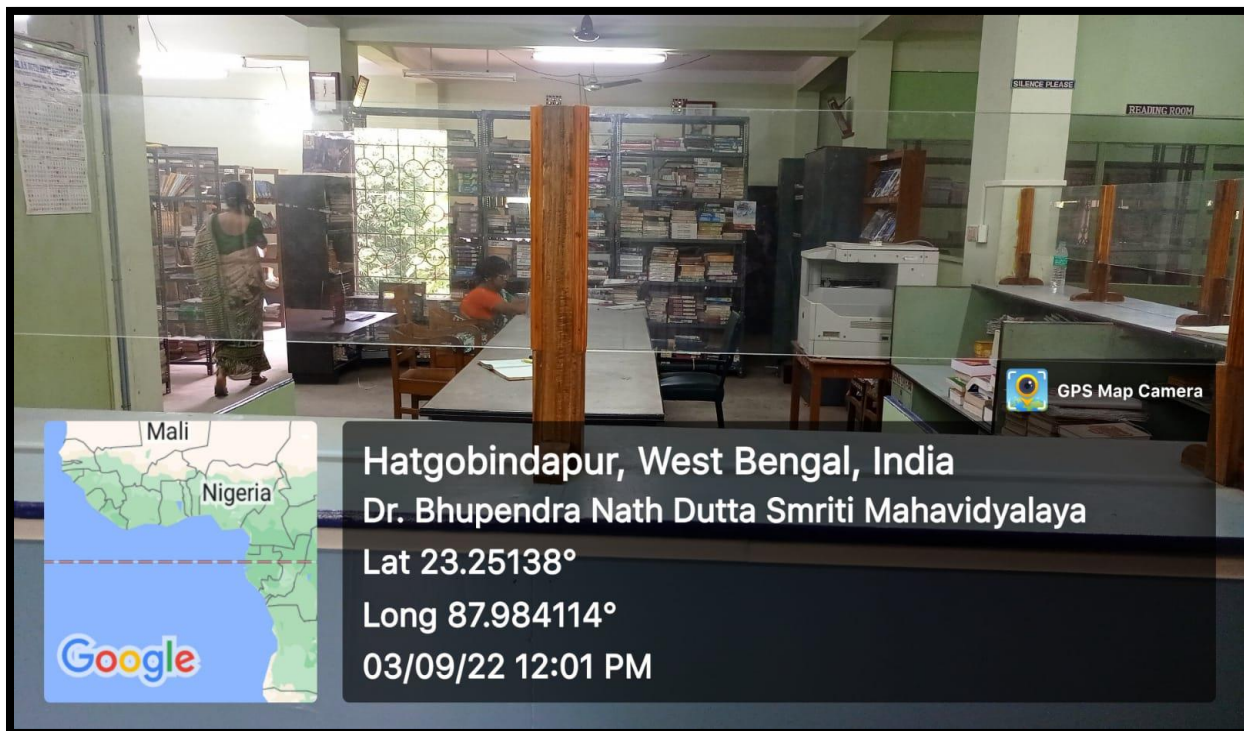 SILENCE PLEASE
READING ROOM
GPS Map Camera
Mali
Nigeria
Google
Hatgobindapur, West Bengal, India
Dr. Bhupendra Nath Dutta Smriti Mahavidyalaya
Lat 23.25138°
Long 87.984114°
03/09/22 12:01 PM